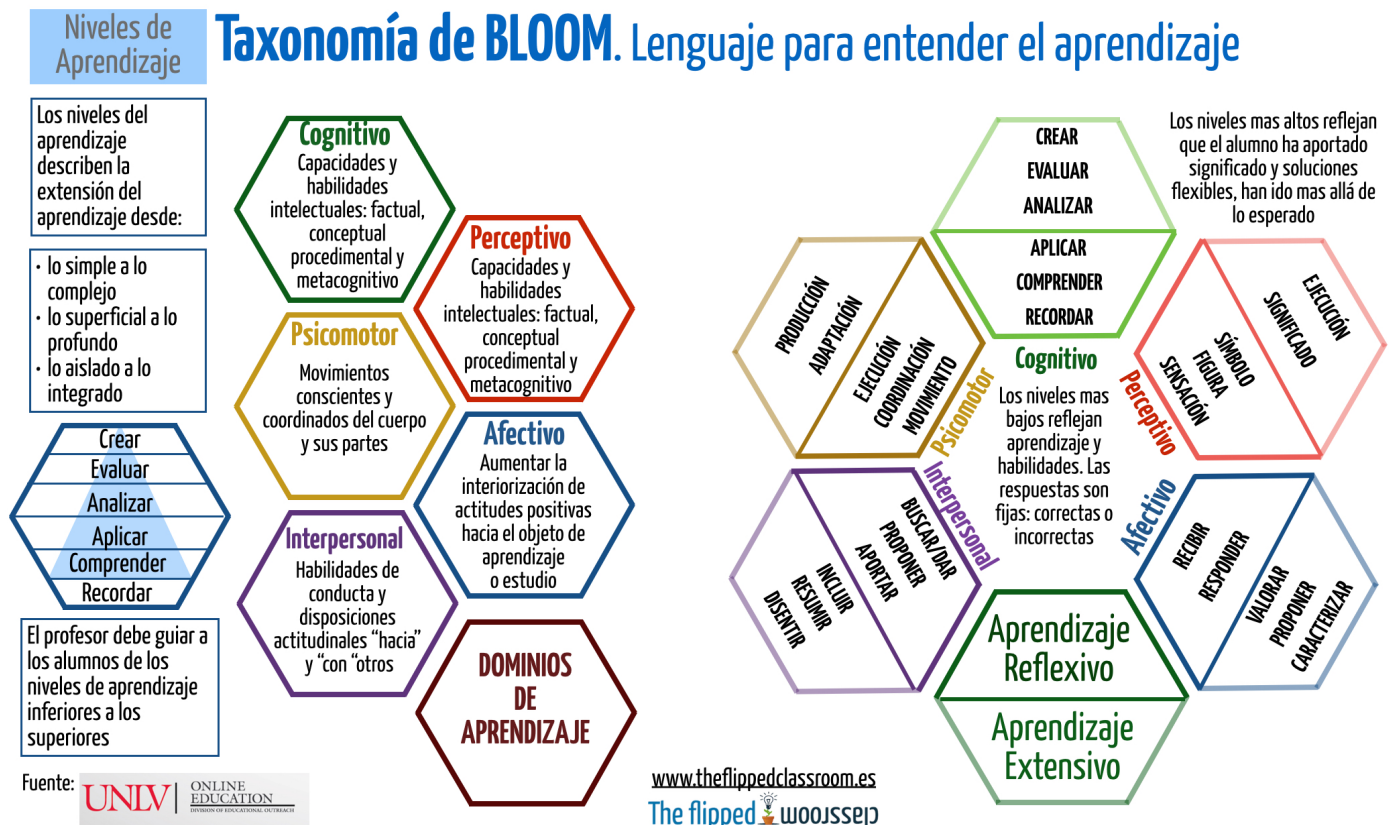 Niveles de
Aprendizaje
Taxonomía de BLOOM. Lenguaje para entender el aprendizaje
Los niveles del
aprendizaje
describen la
extensión del
aprendizaje desde:
• lo simple a lo
complejo
• lo superficial a lo
profundo
• lo aislado a lo
integrado
Crear
Evaluar
Analizar
Aplicar
Comprender
Recordar
El profesor debe guiar a
los alumnos de los
niveles de aprendizaje
inferiores a los
superiores
Fuente:
UNLV
ONLINE
EDUCATION
DIVISION OF EDUCATIONAL OUTREACH
Cognitivo
Capacidades y
habilidades
intelectuales: factual,
conceptual
procedimental y
metacognitivo
Perceptivo
Capacidades y
habilidades
intelectuales: factual,
conceptual
procedimental y
metacognitivo
Psicomotor
Movimientos
conscientes y
coordinados del cuerpo
y sus partes
Afectivo
Aumentar la
interiorización de
actitudes positivas
hacia el objeto de
aprendizaje
o estudio
Interpersonal
Habilidades de
conducta y
disposiciones
actitudinales “hacia”
y “con “otros
DOMINIOS
DE
APRENDIZAJE
CREAR
EVALUAR
ANALIZAR
APLICAR
COMPRENDER
RECORDAR
Cognitivo
Los niveles mas
bajos reflejan
aprendizaje y
habilidades. Las
respuestas son
fijas: correctas o
incorrectas
Los niveles mas altos reflejan
que el alumno ha aportado
significado y soluciones
flexibles, han ido mas allá de
lo esperado
PRODUCCIÓN
ADAPTACIÓN
EJECUCIÓN
COORDINACIÓN
MOVIMIENTO
Psicomotor
EJECUCIÓN
SIGNIFICADO
SÍMBOLO
FIGURA
SENSACIÓN
Perceptivo
BUSCAR/DAR
PROPONER
APORTAR
INCLUIR
RESUMIR
DISENTIR
Interpersonal
Afectivo
RECIBIR
RESPONDER
VALORAR
PROPONER
CARACTERIZAR
Aprendizaje
Reflexivo
Aprendizaje
Extensivo
www.theflippedclassroom.es
The flipped classroom